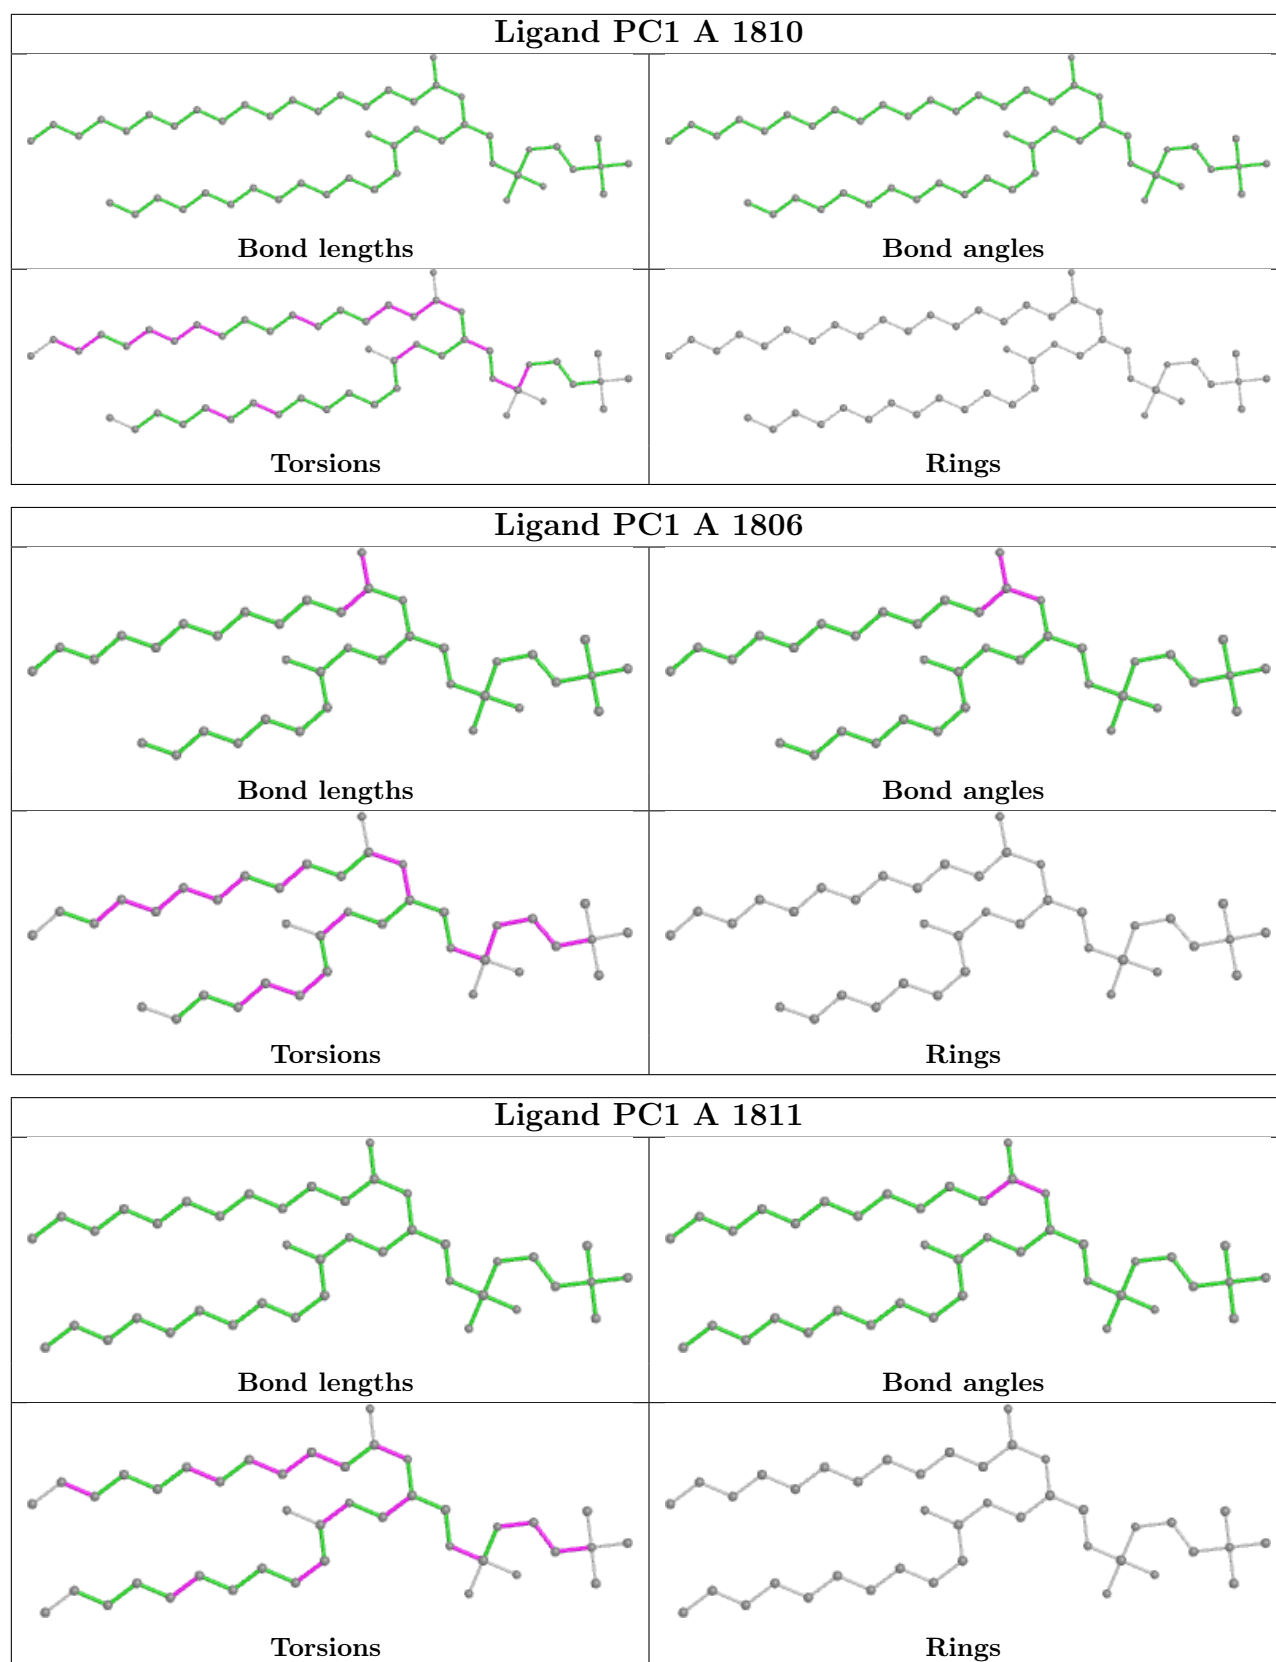 Ligand PC1 A 1810
Bond lengths
Bond angles
Torsions
Rings
Ligand PC1 A 1806
Bond lengths
Bond angles
Torsions
Rings
Ligand PC1 A 1811
Bond lengths
Bond angles
Torsions
Rings